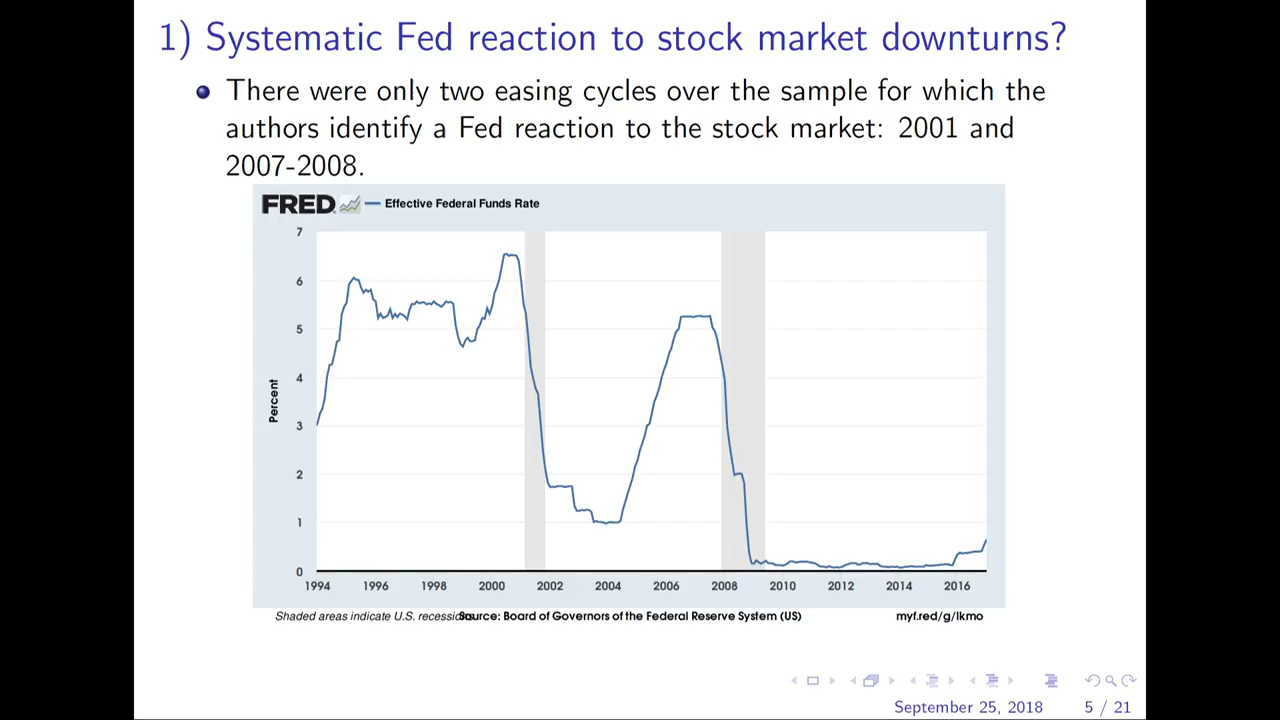 1) Systematic Fed reaction to stock market downturns?
There were only two easing cycles over the sample for which the
authors identify a Fed reaction to the stock market: 2001 and
2007-2008.
FRED Effective Federal Funds Rate
7
6
5
4
3
2
1
0
Percent
1994 1996 1998 2000 2002 2004 2006 2008 2010 2012 2014 2016
Shaded areas indicate U.S. recessions Source: Board of Governors of the Federal Reserve System (US) myf.red/g/lkmo
September 25, 2018 5 / 21